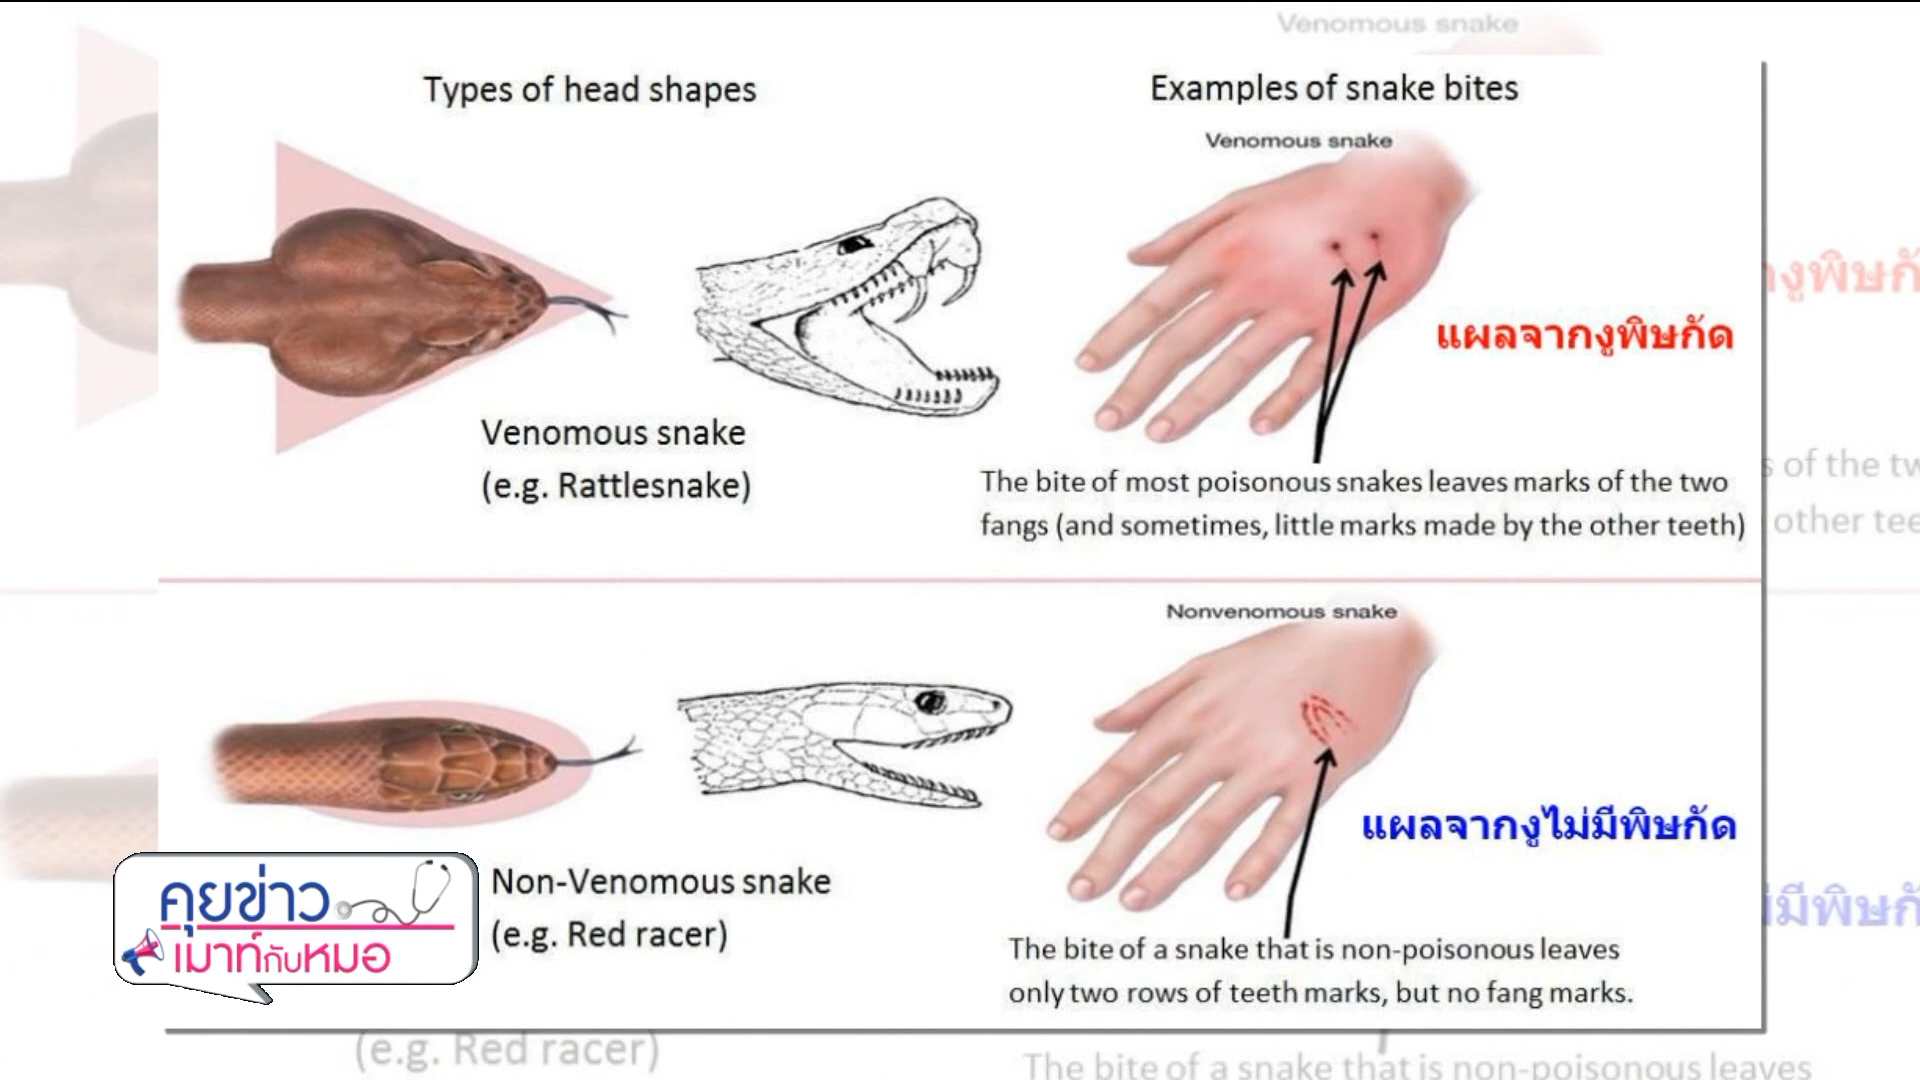 Venomous snake
Types of head shapes
Examples of snake bites
Venomous snake
แผลจากงูพิษกัด
Venomous snake
(e.g. Rattlesnake)
The bite of most poisonous snakes leaves marks of the two
fangs (and sometimes, little marks made by the other teeth)
Nonvenomous snake
แผลจากงูไม่มีพิษกัด
Non-Venomous snake
(e.g. Red racer)
The bite of a snake that is non-poisonous leaves
only two rows of teeth marks, but no fang marks.
คุยข่าว
เมาท์กับหมอ
(e.g. Red racer)
The bite of a snake that is non-poisonous leaves